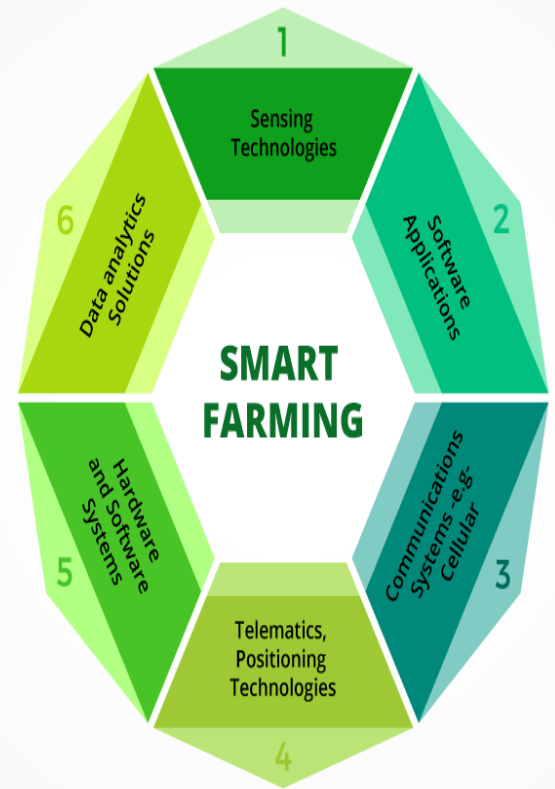 1
Sensing
Technologies
2
Software
Applications
3
Communications
Systems -e.g-
Cellular
4
Telematics,
Positioning
Technologies
5
Hardware
and Software
Systems
6
Data analytics
Solutions
SMART
FARMING